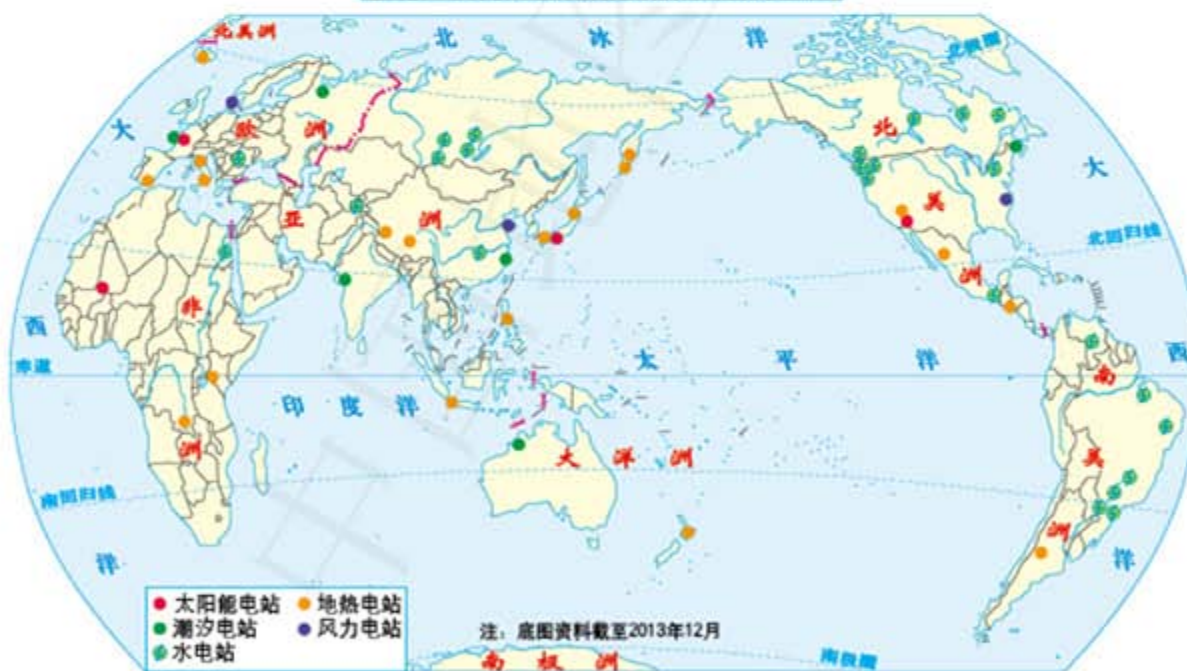 北美洲
北 冰 洋
北极圈
大
欧 洲
北
大
亚 洲
美
北回归线
洲
非
西
太 平 洋
西
赤道
南
印 度 洋
洲
大 洋 洲
美
南回归线
洲
洋
洋
太阳能电站
地热电站
潮汐电站
风力电站
水电站
注：底图资料截至2013年12月
南 极 洲
南极圈